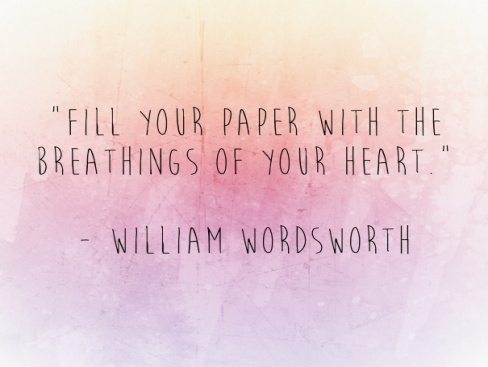 "FILL YOUR PAPER WITH THE
BREATHINGS OF YOUR HEART."
- WILLIAM WORDSWORTH